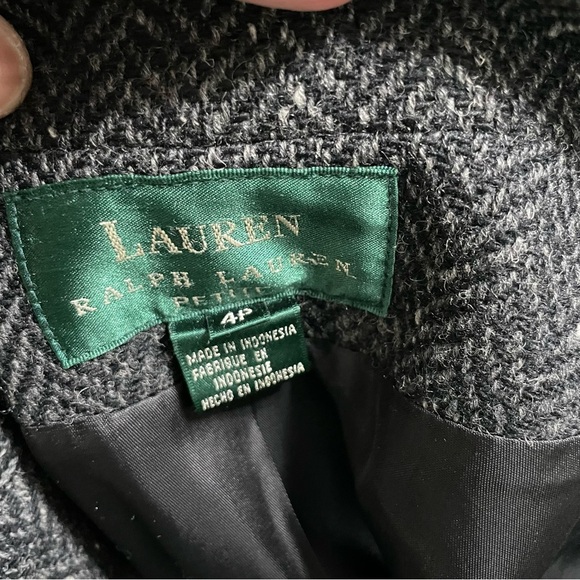 LAUREN
RALPH LAUREN
PETITE
4P
MADE IN INDONESIA
FABRIQUE EN
INDONESIE
HECHO EN INDONESIA